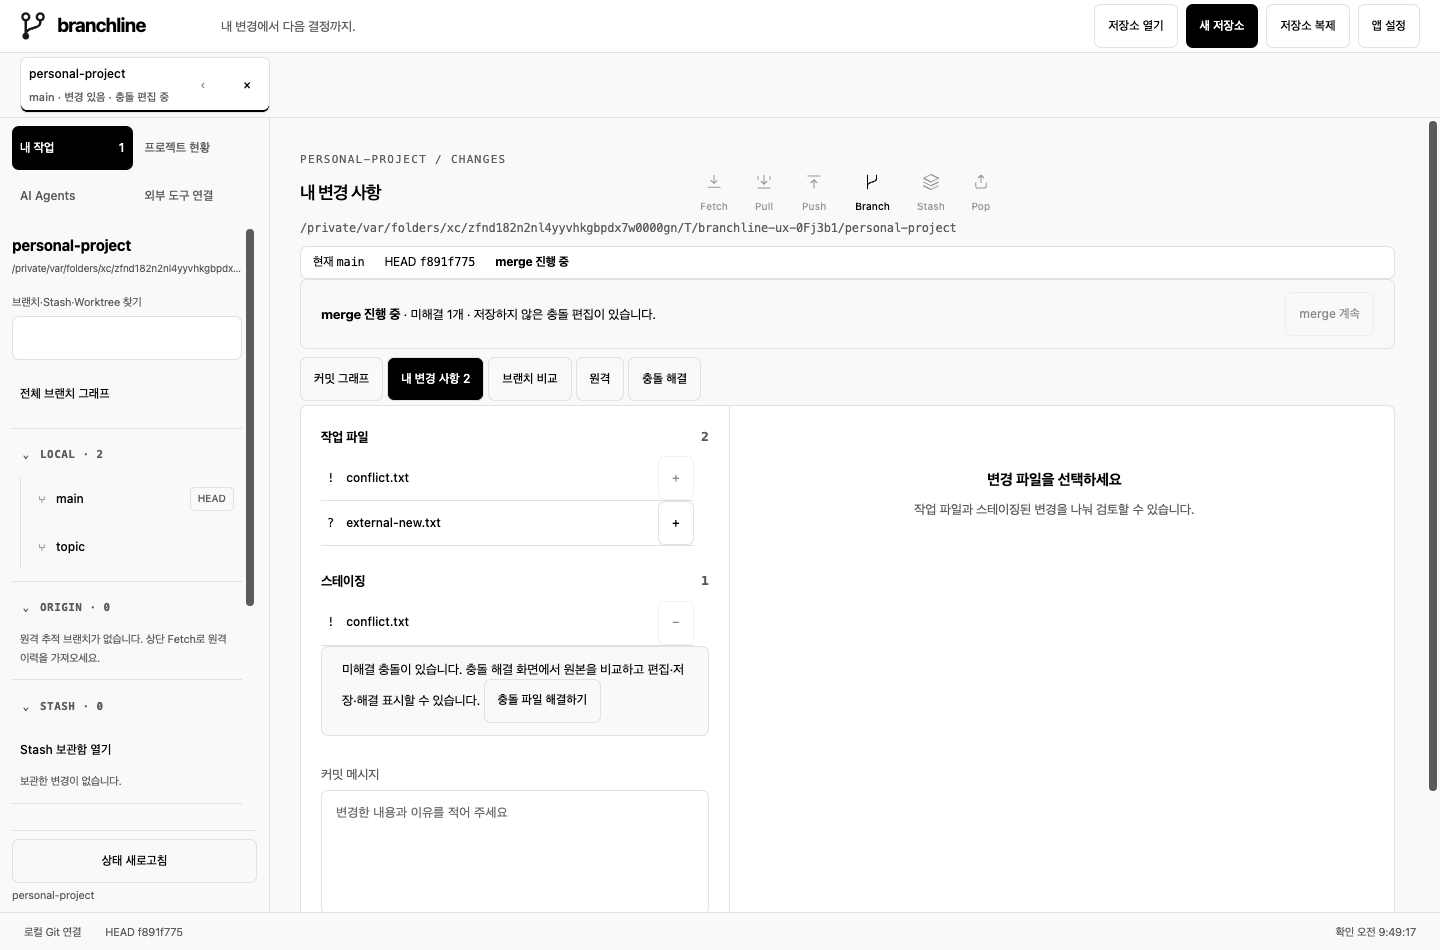 branchline
내 변경에서 다음 결정까지.
저장소 열기
새 저장소
저장소 복제
앱 설정
personal-project
main · 변경 있음 · 충돌 편집 중
‹
×
내 작업 1
프로젝트 현황
AI Agents
외부 도구 연결
personal-project
/private/var/folders/xc/zfnd182n2nl4yyvhkgbpdx...
브랜치·Stash·Worktree 찾기
전체 브랜치 그래프
LOCAL · 2
main HEAD
topic
ORIGIN · 0
원격 추적 브랜치가 없습니다. 상단 Fetch로 원격
이력을 가져오세요.
STASH · 0
Stash 보관함 열기
보관한 변경이 없습니다.
상태 새로고침
personal-project
PERSONAL-PROJECT / CHANGES
내 변경 사항
Fetch
Pull
Push
Branch
Stash
Pop
/private/var/folders/xc/zfnd182n2nl4yyvhkgbpdx7w0000gn/T/branchline-ux-0Fj3b1/personal-project
현재 main HEAD f891f775 merge 진행 중
merge 진행 중 · 미해결 1개 · 저장하지 않은 충돌 편집이 있습니다.
merge 계속
커밋 그래프
내 변경 사항 2
브랜치 비교
원격
충돌 해결
작업 파일 2
! conflict.txt +
? external-new.txt +
스테이징 1
! conflict.txt −
미해결 충돌이 있습니다. 충돌 해결 화면에서 원본을 비교하고 편집·저
장·해결 표시할 수 있습니다. 충돌 파일 해결하기
커밋 메시지
변경한 내용과 이유를 적어 주세요
변경 파일을 선택하세요
작업 파일과 스테이징된 변경을 나눠 검토할 수 있습니다.
로컬 Git 연결
HEAD f891f775
확인 오전 9:49:17